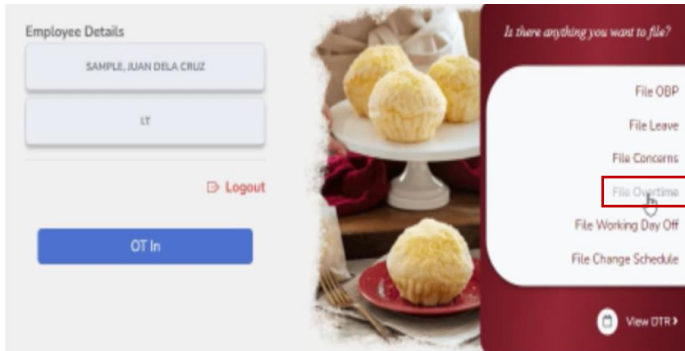 Employee Details
SAMPLE, JUAN DELA CRUZ
LT
Logout
OT In
Is there anything you want to file?
File OBP
File Leave
File Concerns
File Overtime
File Working Day Off
File Change Schedule
View DTR >